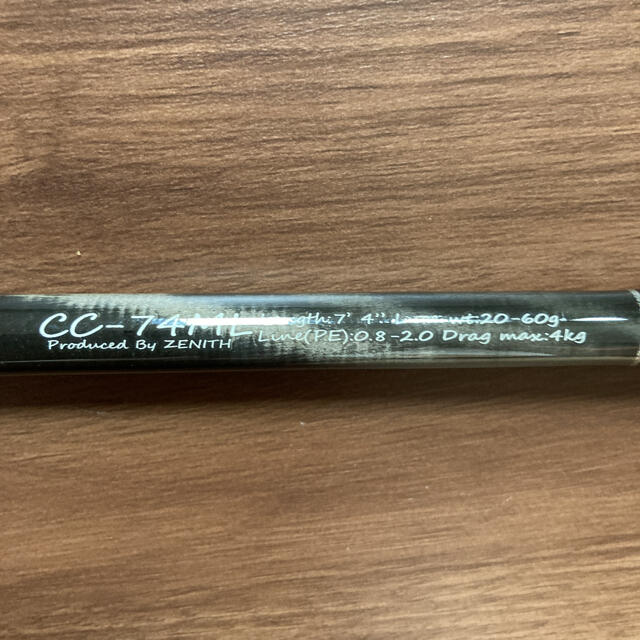 CC-74ML Length:7' 4'' Lure wt:20-60g
Produced By ZENITH Line(PE):0.8-2.0 Drag max:4kg